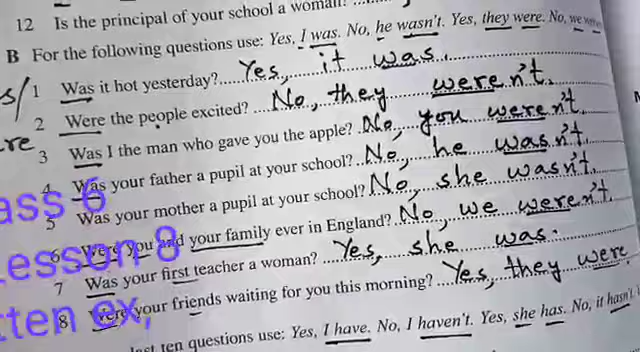 12 Is the principal of your school a woman?
B For the following questions use: Yes, I was. No, he wasn't. Yes, they were. No, we were
s/ 1 Was it hot yesterday? Yes, it was.
2 Were the people excited? No, they weren't.
re
3 Was I the man who gave you the apple? No, you weren't.
4 Was your father a pupil at your school? No, he wasn't.
ass 6
5 Was your mother a pupil at your school? No, she wasn't.
6 Were you and your family ever in England? No, we weren't.
esson 8
7 Was your first teacher a woman? Yes, she was.
8 Were your friends waiting for you this morning? Yes, they were
tten ex,
last ten questions use: Yes, I have. No, I haven't. Yes, she has. No, it hasn't.